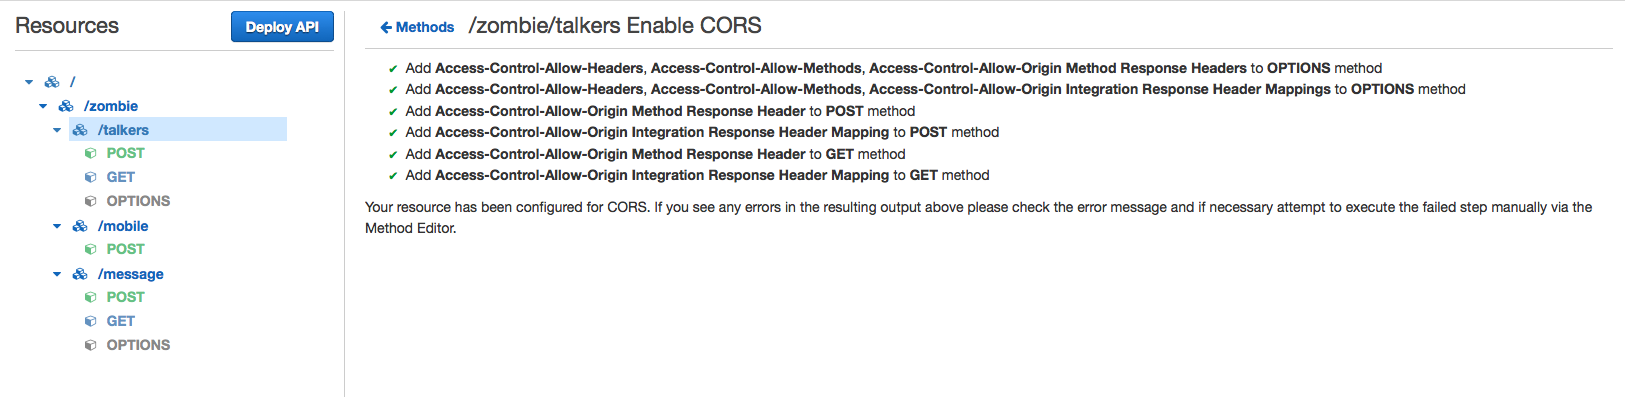 Resources
Deploy API
/
/zombie
/talkers
POST
GET
OPTIONS
/mobile
POST
/message
POST
GET
OPTIONS
Methods /zombie/talkers Enable CORS
✔ Add Access-Control-Allow-Headers, Access-Control-Allow-Methods, Access-Control-Allow-Origin Method Response Headers to OPTIONS method
✔ Add Access-Control-Allow-Headers, Access-Control-Allow-Methods, Access-Control-Allow-Origin Integration Response Header Mappings to OPTIONS method
✔ Add Access-Control-Allow-Origin Method Response Header to POST method
✔ Add Access-Control-Allow-Origin Integration Response Header Mapping to POST method
✔ Add Access-Control-Allow-Origin Method Response Header to GET method
✔ Add Access-Control-Allow-Origin Integration Response Header Mapping to GET method
Your resource has been configured for CORS. If you see any errors in the resulting output above please check the error message and if necessary attempt to execute the failed step manually via the
Method Editor.